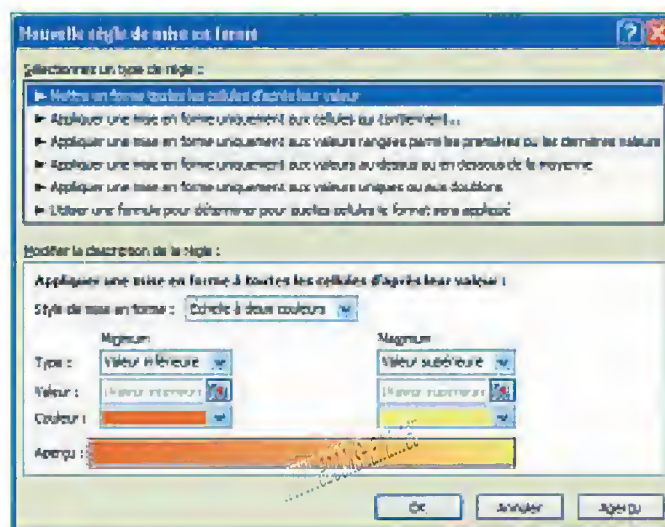 Nouvelle règle de mise en forme
Sélectionnez un type de règle :
► Mettre en forme toutes les cellules d'après leur valeur
► Appliquer une mise en forme uniquement aux cellules qui contiennent...
► Appliquer une mise en forme uniquement aux valeurs rangées parmi les premières ou les dernières valeurs
► Appliquer une mise en forme uniquement aux valeurs au-dessus ou en dessous de la moyenne
► Appliquer une mise en forme uniquement aux valeurs uniques ou aux doublons
► Utiliser une formule pour déterminer pour quelles cellules le format sera appliqué
Modifier la description de la règle :
Appliquer une mise en forme à toutes les cellules d'après leur valeur :
Style de mise en forme : Échelle à deux couleurs
Minimum Maximum
Type : Valeur inférieure Valeur supérieure
Valeur : (Valeur inférieure) (Valeur supérieure)
Couleur :
Aperçu :
OK Annuler Aperçu